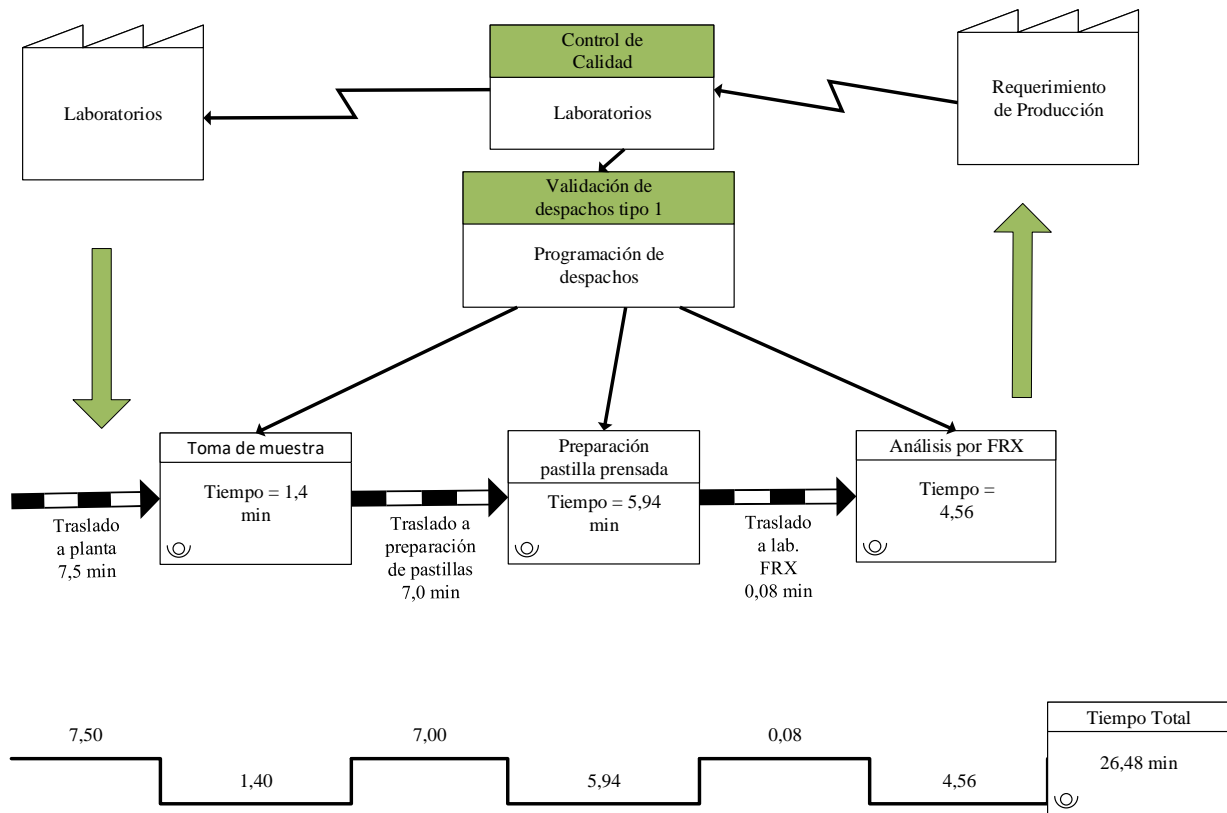 Control de
Calidad
Laboratorios
Laboratorios
Requerimiento
de Producción
Validación de
despachos tipo 1
Programación de
despachos
Toma de muestra
Tiempo = 1,4
min
Preparación
pastilla prensada
Tiempo = 5,94
min
Análisis por FRX
Tiempo =
4,56
Traslado
a planta
7,5 min
Traslado a
preparación
de pastillas
7,0 min
Traslado
a lab.
FRX
0,08 min
7,50
1,40
7,00
5,94
0,08
4,56
Tiempo Total
26,48 min